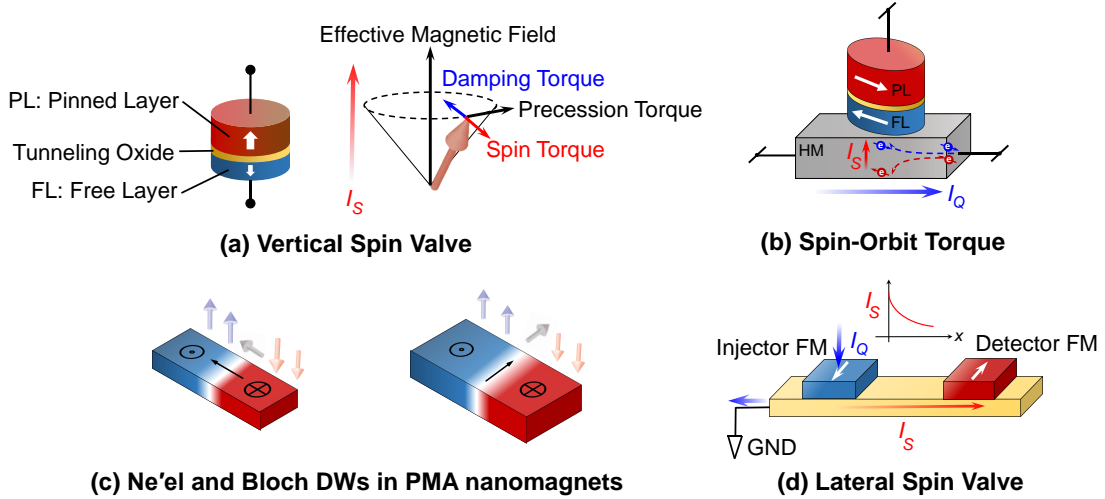 Effective Magnetic Field
PL: Pinned Layer
Tunneling Oxide
FL: Free Layer
I_S
Damping Torque
Precession Torque
Spin Torque
(a) Vertical Spin Valve
PL
FL
HM
I_S
e
e
e
e
I_Q
(b) Spin-Orbit Torque
(c) Ne'el and Bloch DWs in PMA nanomagnets
I_S
x
Injector FM
I_Q
Detector FM
I_S
GND
(d) Lateral Spin Valve